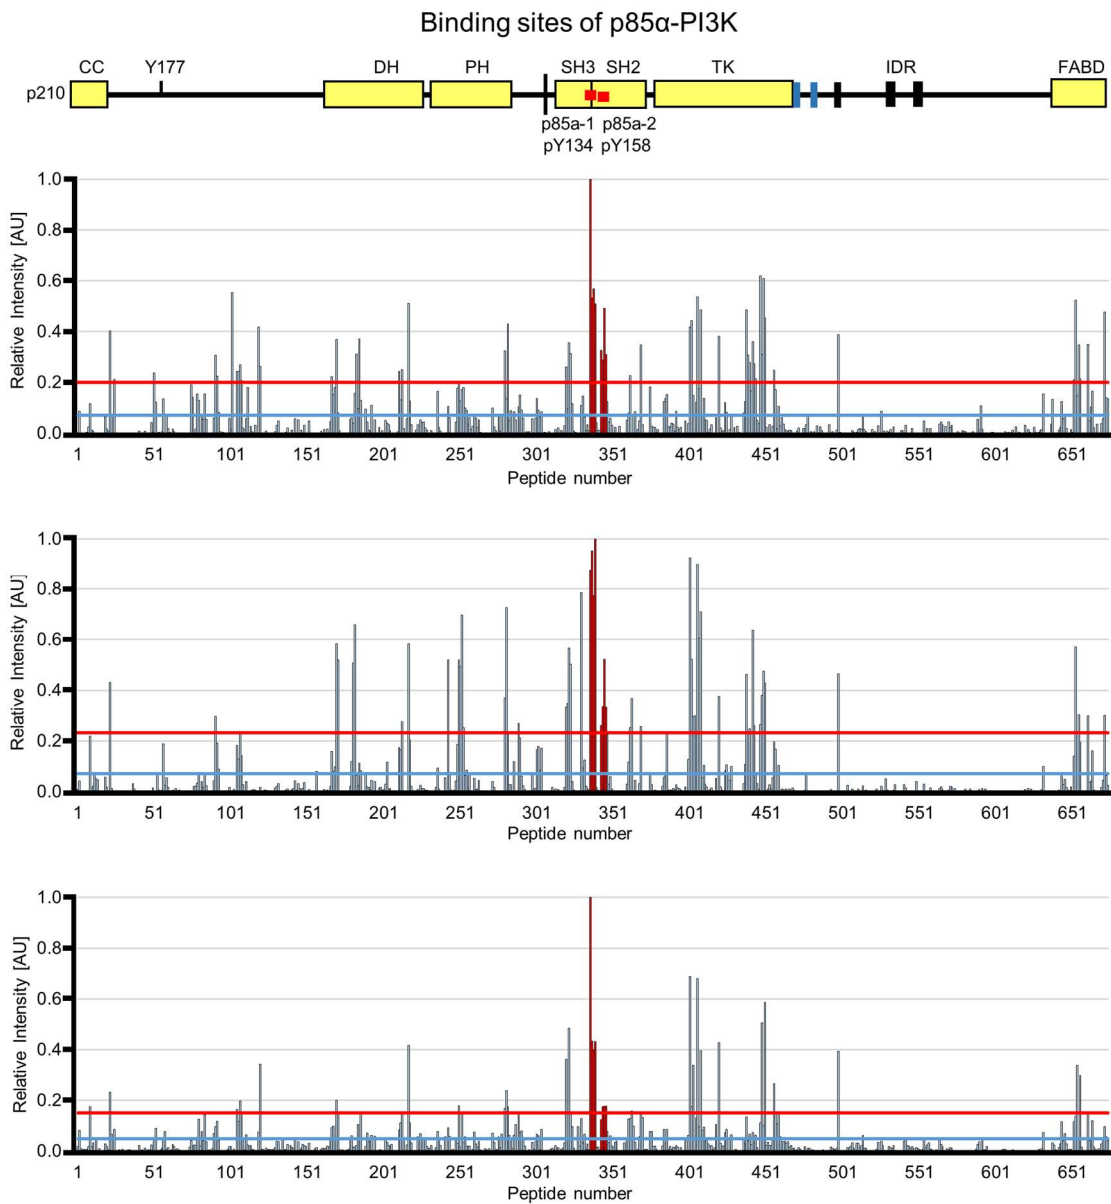 Binding sites of p85α-PI3K
CC Y177 DH PH SH3 SH2 TK IDR FABD
p210
p85a-1 p85a-2
pY134 pY158
1.0
0.8
0.6
0.4
0.2
0.0
Relative Intensity [AU]
1 51 101 151 201 251 301 351 401 451 501 551 601 651
Peptide number
1.0
0.8
0.6
0.4
0.2
0.0
Relative Intensity [AU]
1 51 101 151 201 251 301 351 401 451 501 551 601 651
Peptide number
1.0
0.8
0.6
0.4
0.2
0.0
Relative Intensity [AU]
1 51 101 151 201 251 301 351 401 451 501 551 601 651
Peptide number